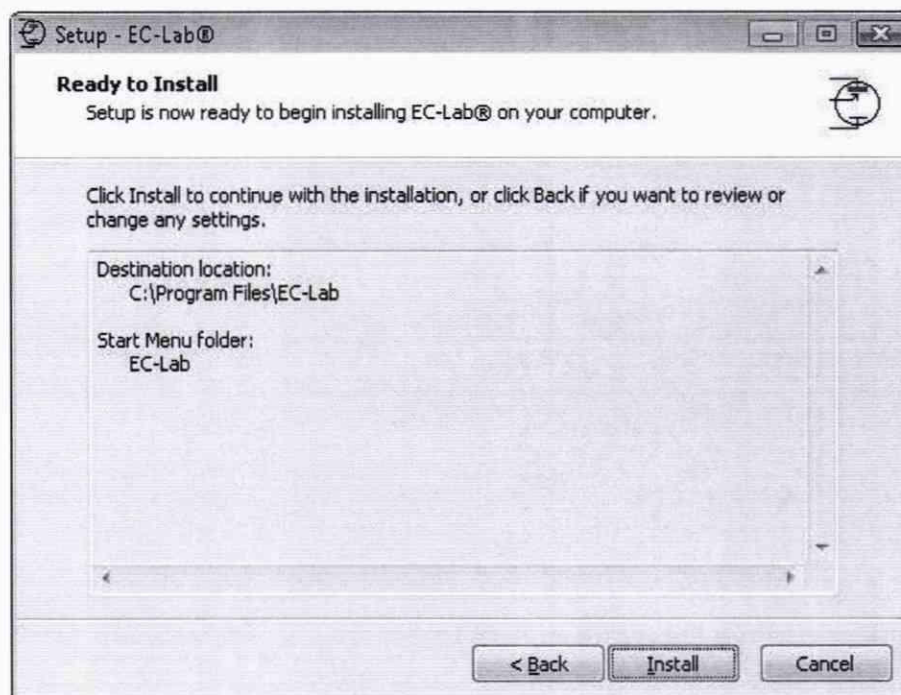 Setup - EC-Lab®
Ready to Install
Setup is now ready to begin installing EC-Lab® on your computer.
Click Install to continue with the installation, or click Back if you want to review or
change any settings.
Destination location:
C:\Program Files\EC-Lab
Start Menu folder:
EC-Lab
< Back
Install
Cancel